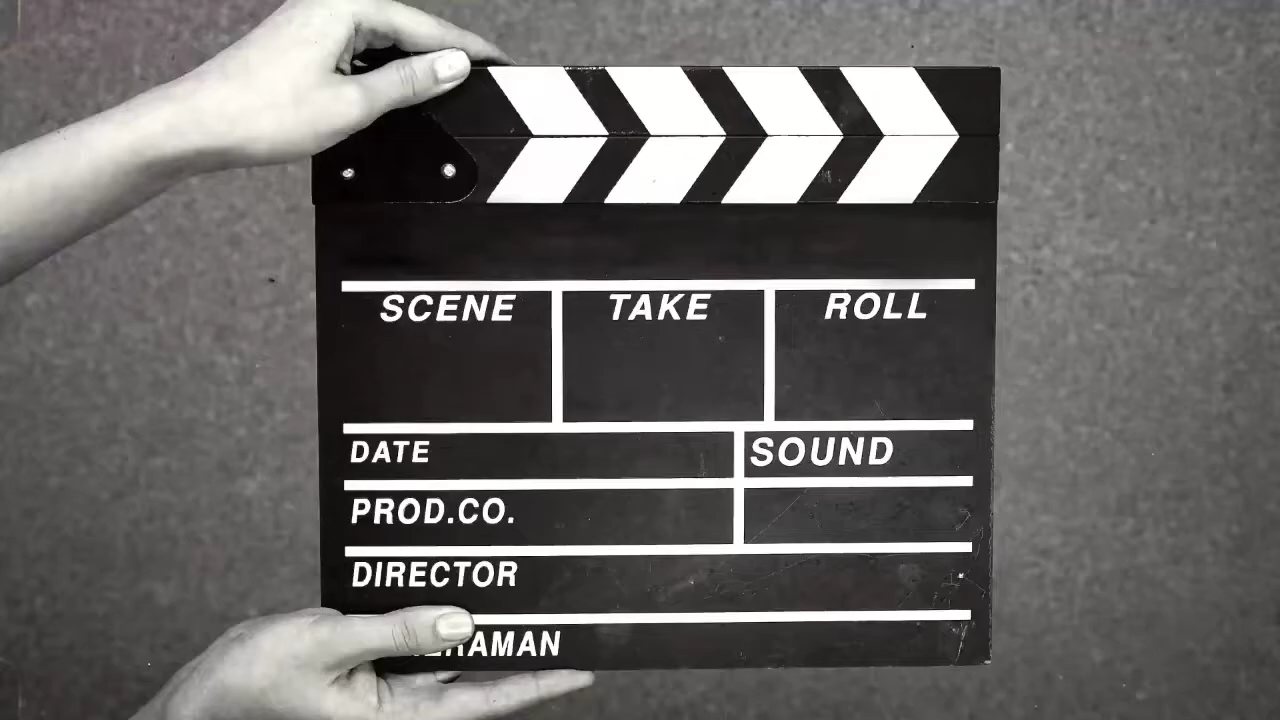 SCENE TAKE ROLL
DATE SOUND
PROD.CO.
DIRECTOR